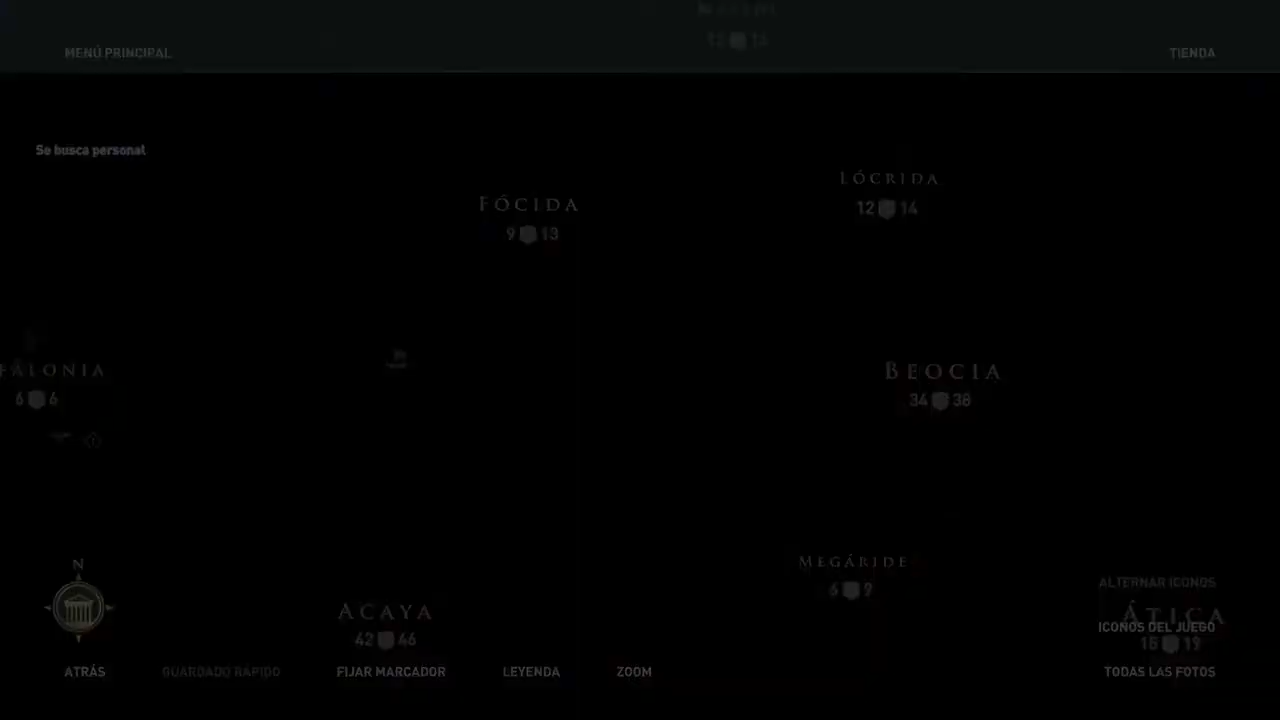 MENÚ PRINCIPAL
TIENDA
Se busca personal
LÓCRIDA
12 14
FÓCIDA
9 13
FALONIA
6 6
BEOCIA
34 38
N
MEGÁRIDE
6 9
ALTERNAR ICONOS
ACAYA
42 46
ÁTICA
ICONOS DEL JUEGO
19
ATRÁS
GUARDADO RÁPIDO
FIJAR MARCADOR
LEYENDA
ZOOM
TODAS LAS FOTOS